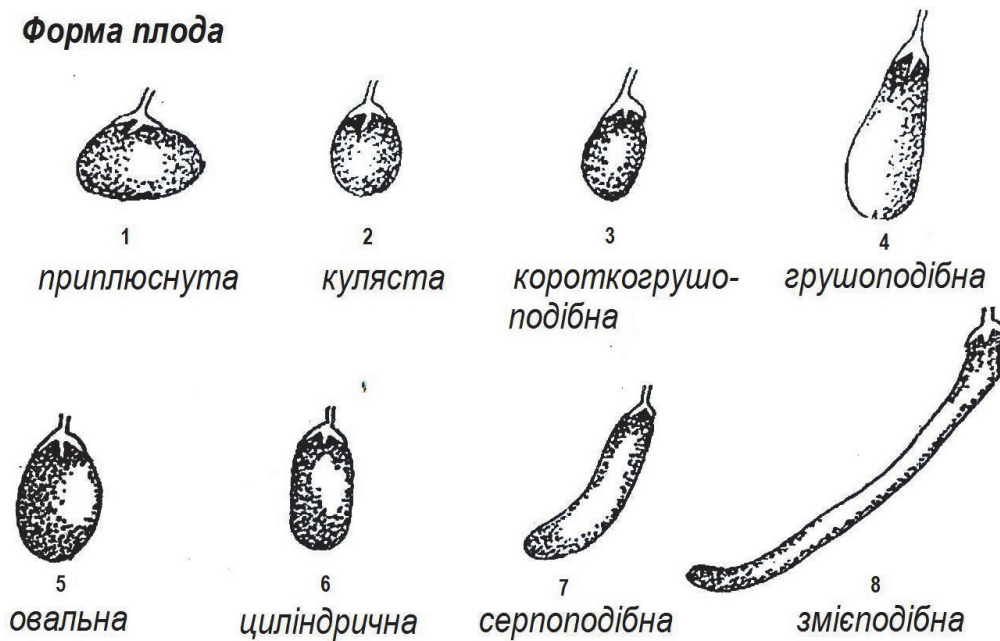 Форма плода
1
2
3
4
приплюснута
куляста
короткогрушо-
подібна
грушоподібна
5
6
7
8
овальна
циліндрична
серпоподібна
змієподібна